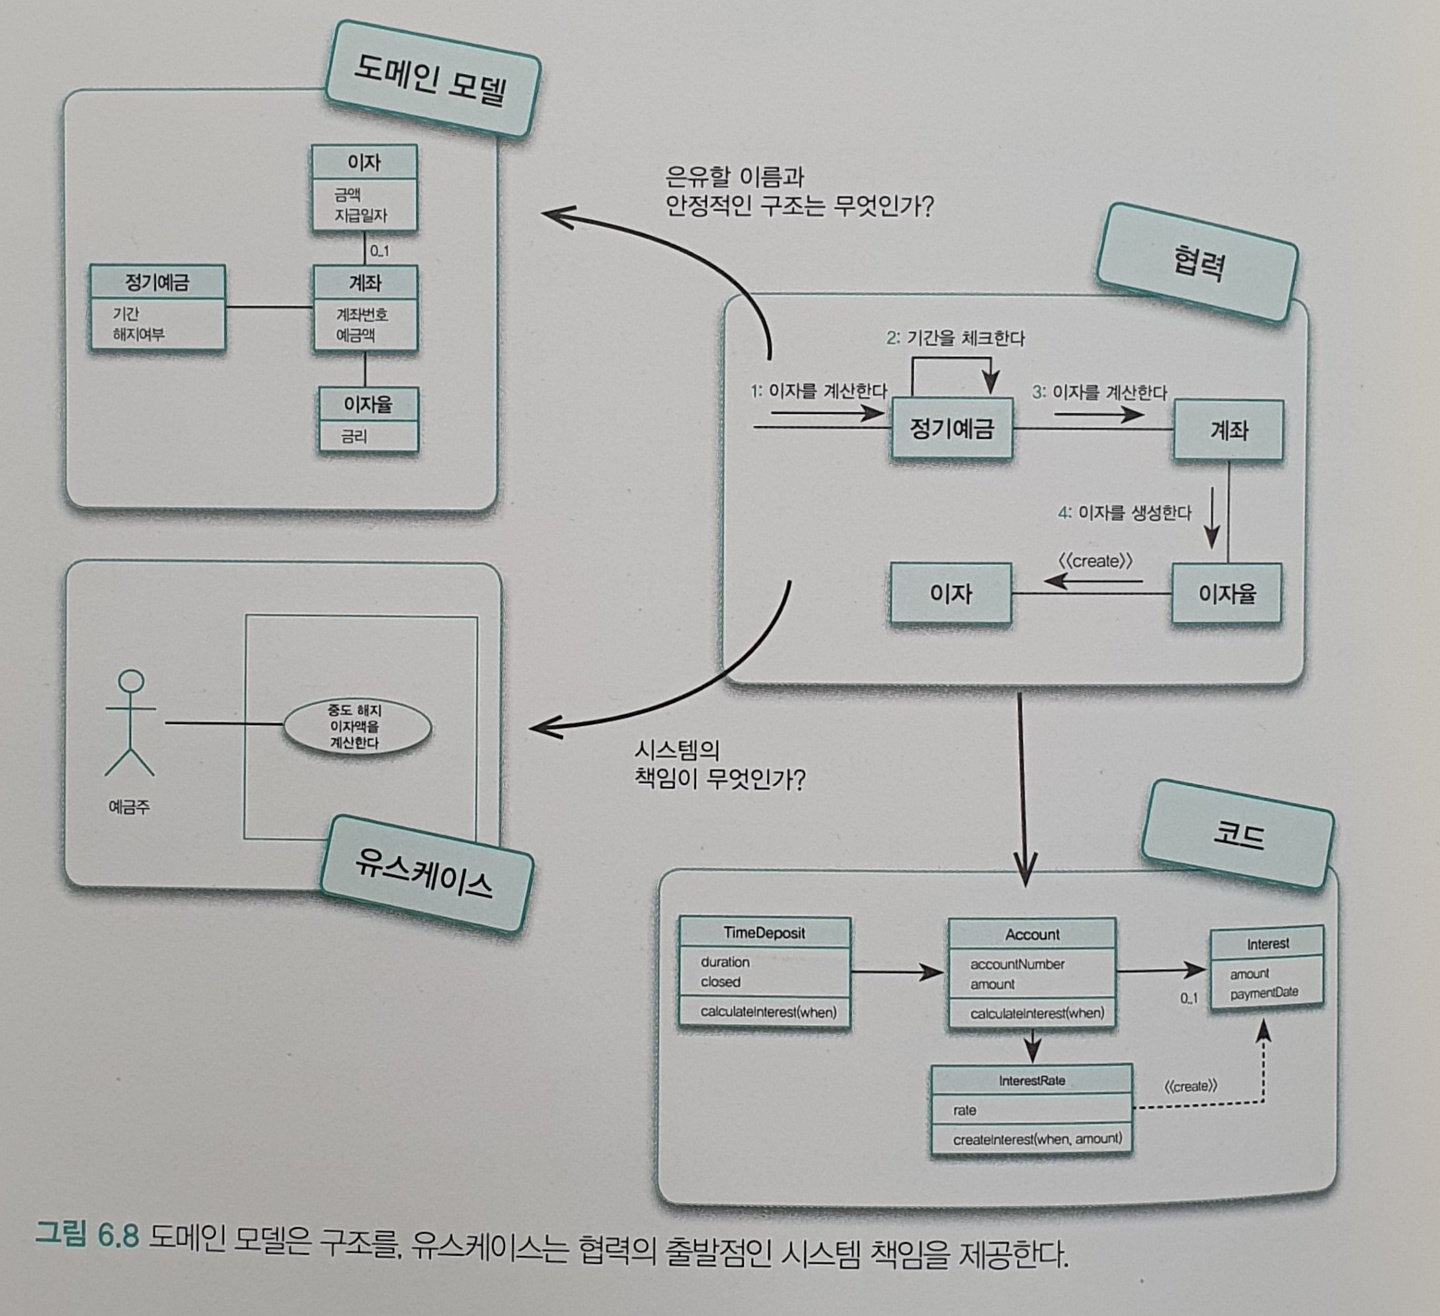 도메인 모델
이자
금액
지급일자
0..1
정기예금
기간
해지여부
계좌
계좌번호
예금액
이자율
금리
은유할 이름과
안정적인 구조는 무엇인가?
협력
2: 기간을 체크한다
1: 이자를 계산한다
정기예금
3: 이자를 계산한다
계좌
4: 이자를 생성한다
<<create>>
이자
이자율
중도 해지
이자액을
계산한다
예금주
유스케이스
시스템의
책임이 무엇인가?
코드
TimeDeposit
duration
closed
calculateInterest(when)
Account
accountNumber
amount
calculateInterest(when)
Interest
amount
paymentDate
0..1
InterestRate
rate
createInterest(when, amount)
<<create>>
그림 6.8 도메인 모델은 구조를, 유스케이스는 협력의 출발점인 시스템 책임을 제공한다.